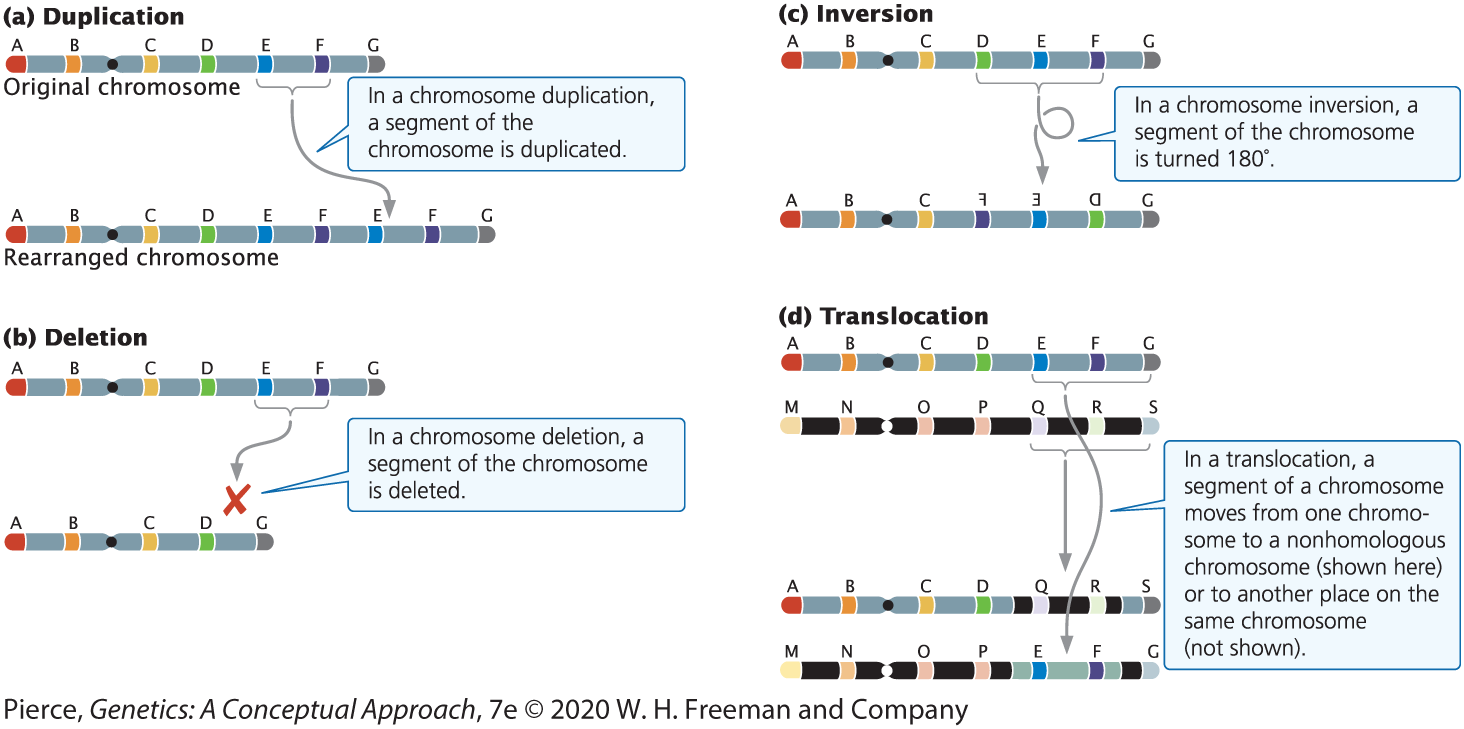 (a) Duplication
A B C D E F G
Original chromosome
In a chromosome duplication,
a segment of the
chromosome is duplicated.
A B C D E F E F G
Rearranged chromosome
(b) Deletion
A B C D E F G
In a chromosome deletion, a
segment of the chromosome
is deleted.
A B C D G
(c) Inversion
A B C D E F G
In a chromosome inversion, a
segment of the chromosome
is turned 180°.
A B C F E D G
(d) Translocation
A B C D E F G
M N O P Q R S
In a translocation, a
segment of a chromosome
moves from one chromo-
some to a nonhomologous
chromosome (shown here)
or to another place on the
same chromosome
(not shown).
A B C D Q R S
M N O P E F G
Pierce, Genetics: A Conceptual Approach, 7e © 2020 W. H. Freeman and Company